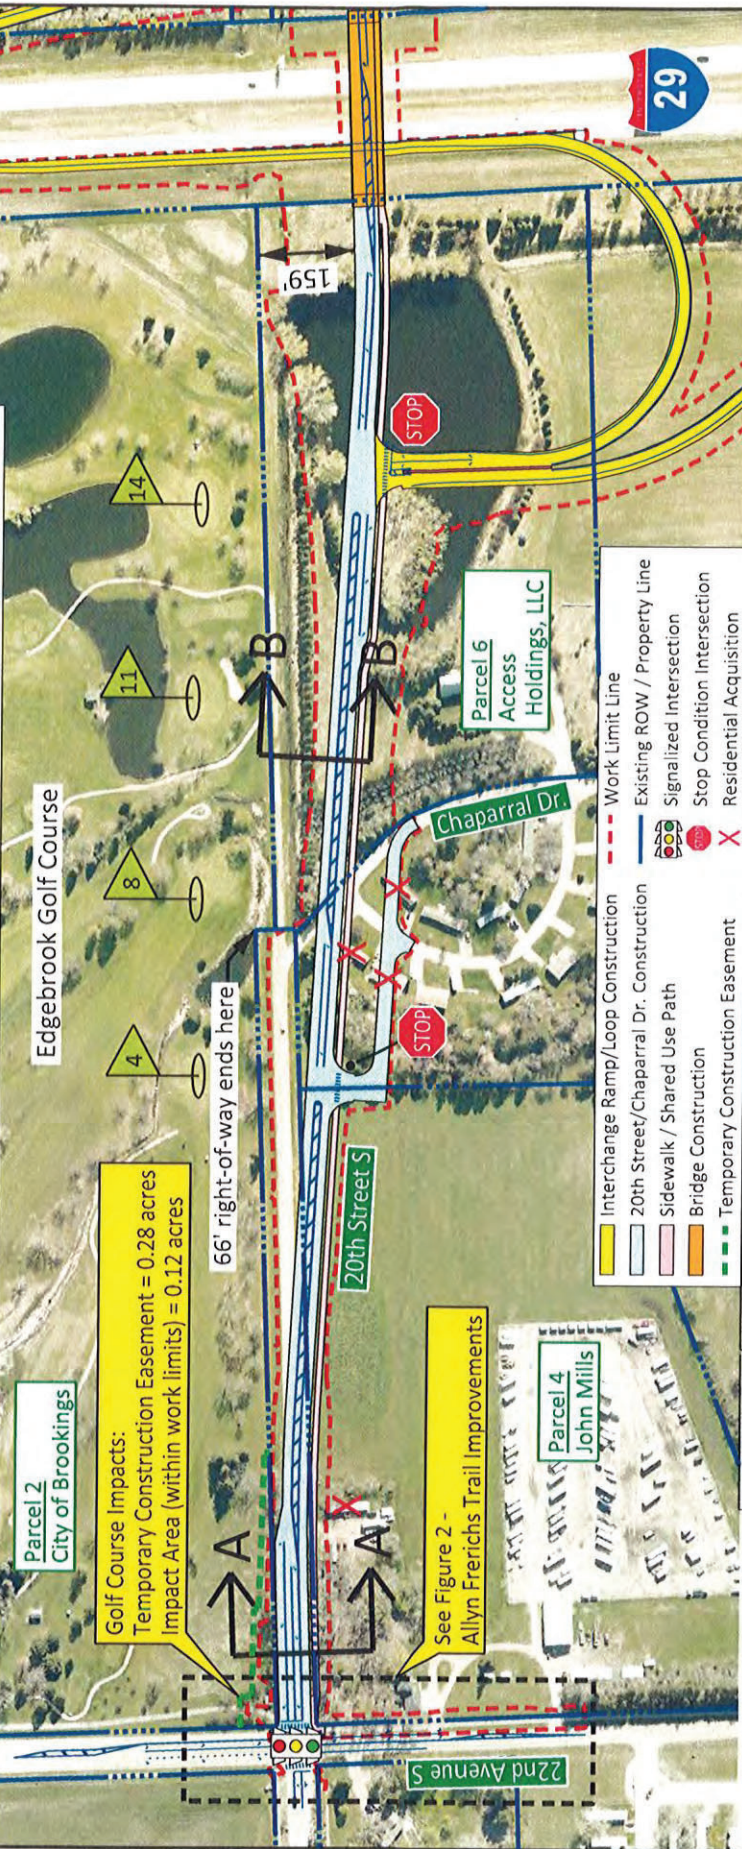 Parcel 2
City of Brookings
Golf Course Impacts:
Temporary Construction Easement = 0.28 acres
Impact Area (within work limits) = 0.12 acres
Edgebrook Golf Course
4
8
11
14
66' right-of-way ends here
159'
A
A
B
B
29
STOP
STOP
20th Street S
Chaparral Dr.
22nd Avenue S
See Figure 2 -
Allyn Frerichs Trail Improvements
Parcel 4
John Mills
Parcel 6
Access
Holdings, LLC
Interchange Ramp/Loop Construction
20th Street/Chaparral Dr. Construction
Sidewalk / Shared Use Path
Bridge Construction
Temporary Construction Easement
Work Limit Line
Existing ROW / Property Line
Signalized Intersection
STOP
Stop Condition Intersection
Residential Acquisition